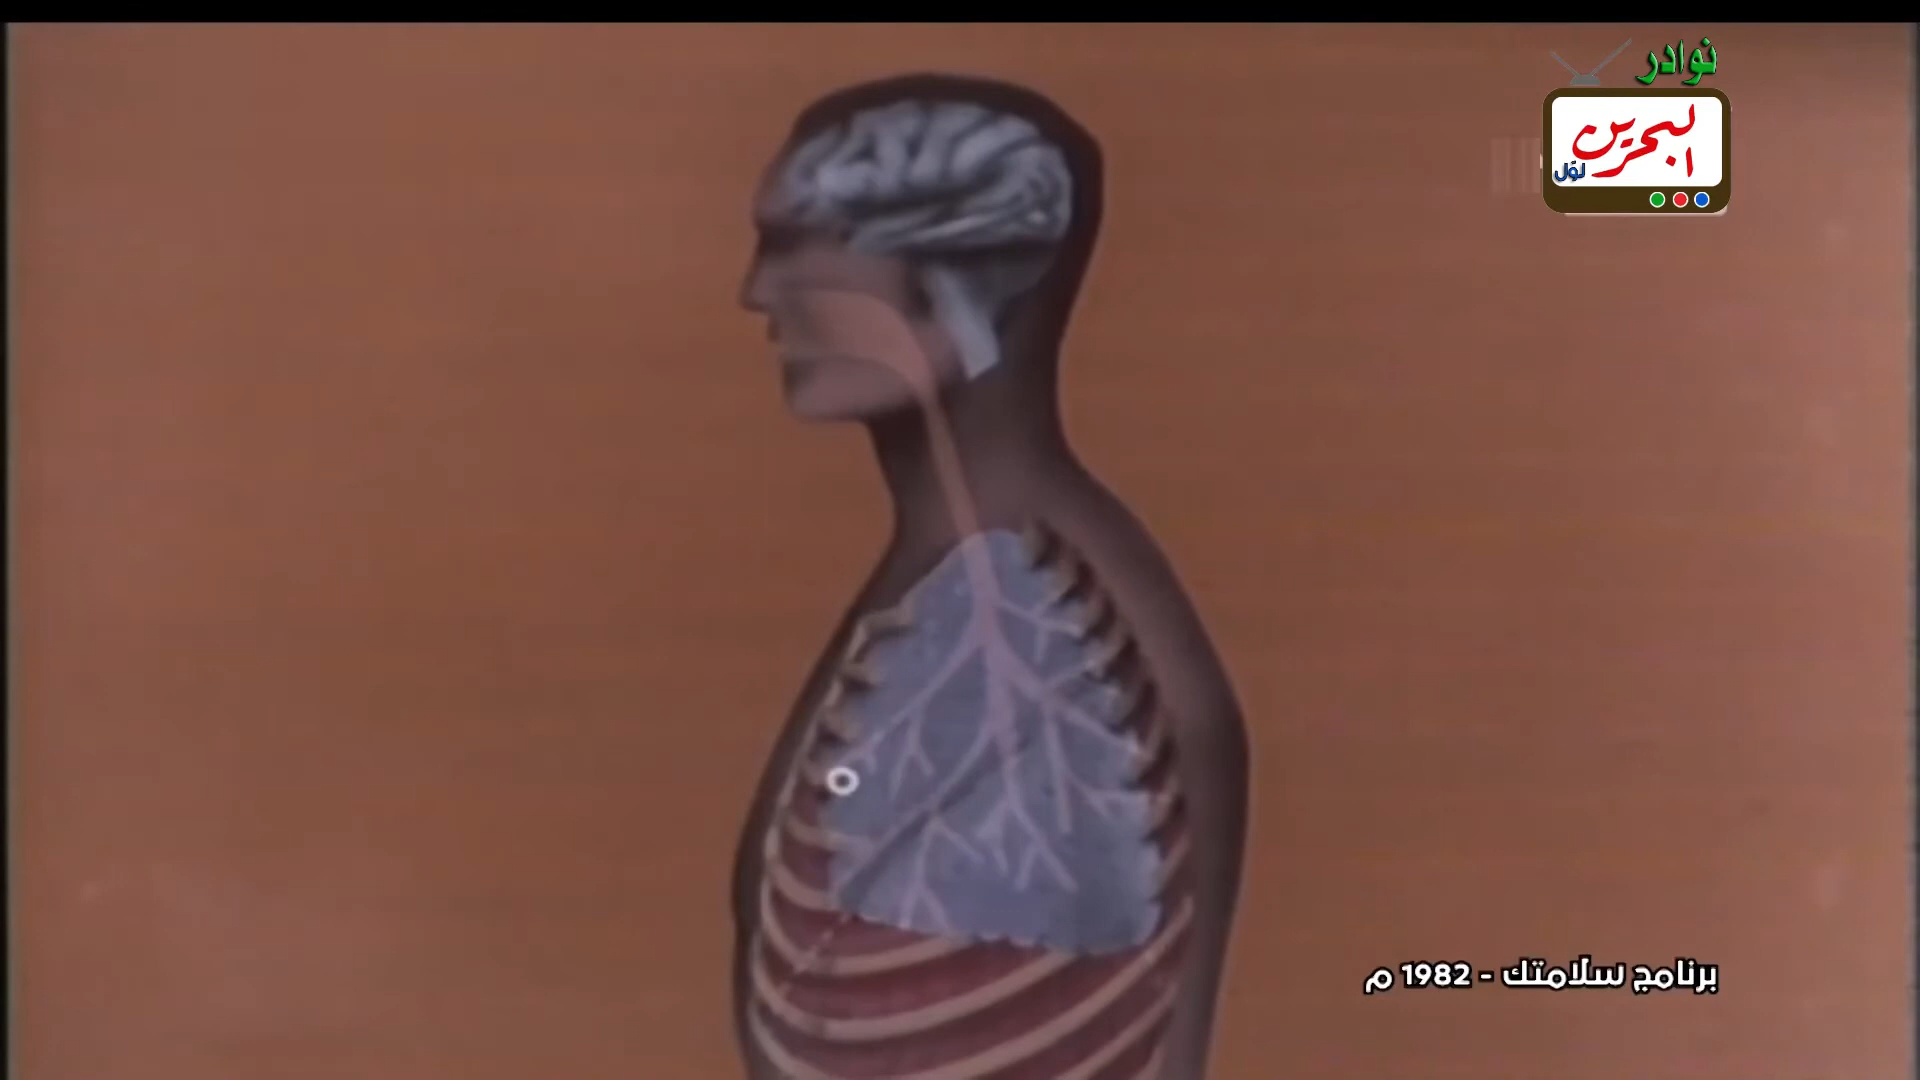 نوادر
البحرين
لوّل
برنامج سلامتك - 1982 م